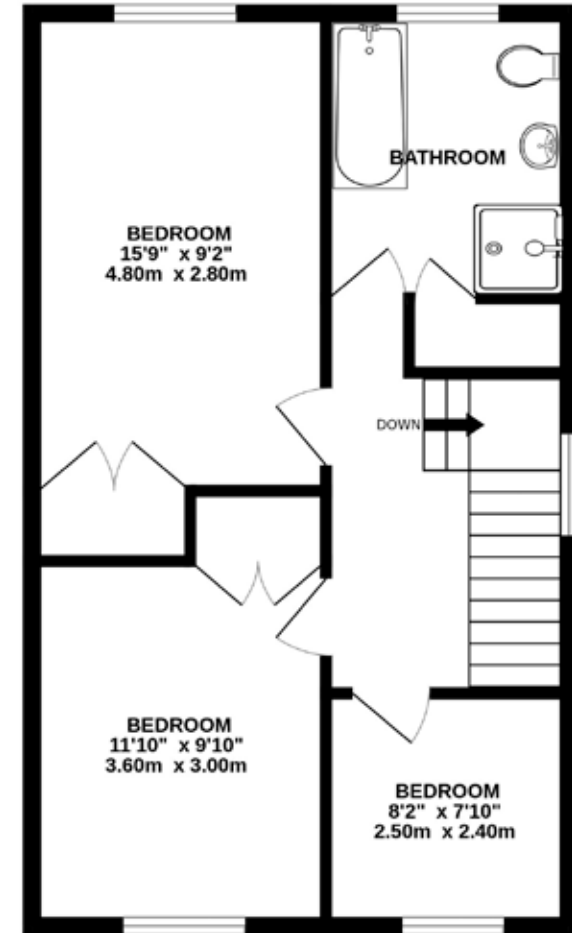 BATHROOM
BEDROOM
15'9" x 9'2"
4.80m x 2.80m
DOWN
BEDROOM
11'10" x 9'10"
3.60m x 3.00m
BEDROOM
8'2" x 7'10"
2.50m x 2.40m